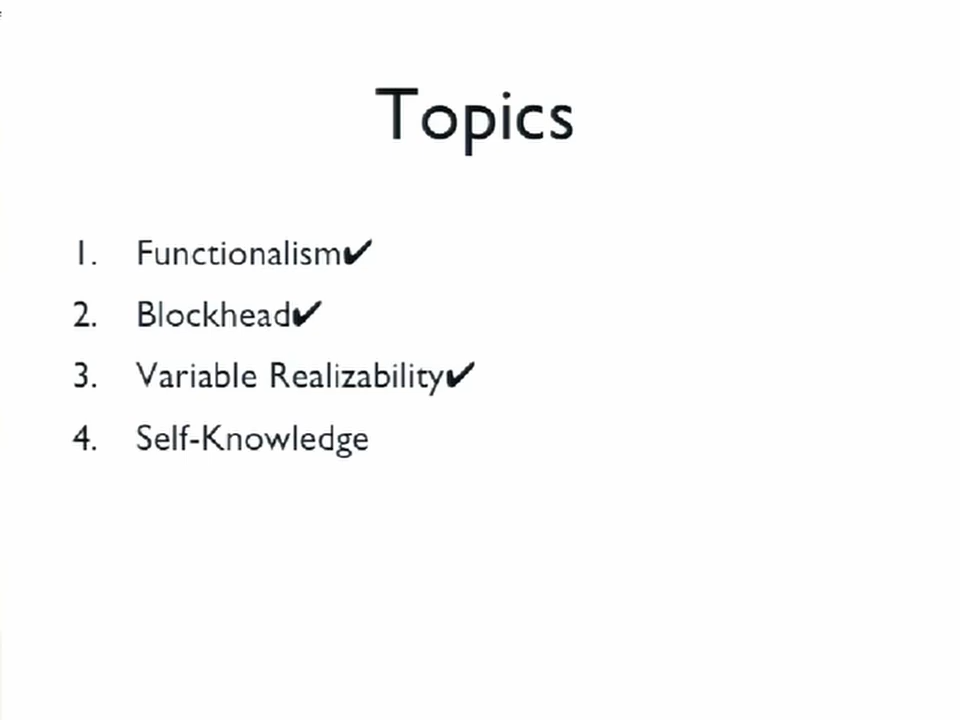 Topics
1. Functionalism✔
2. Blockhead✔
3. Variable Realizability✔
4. Self-Knowledge